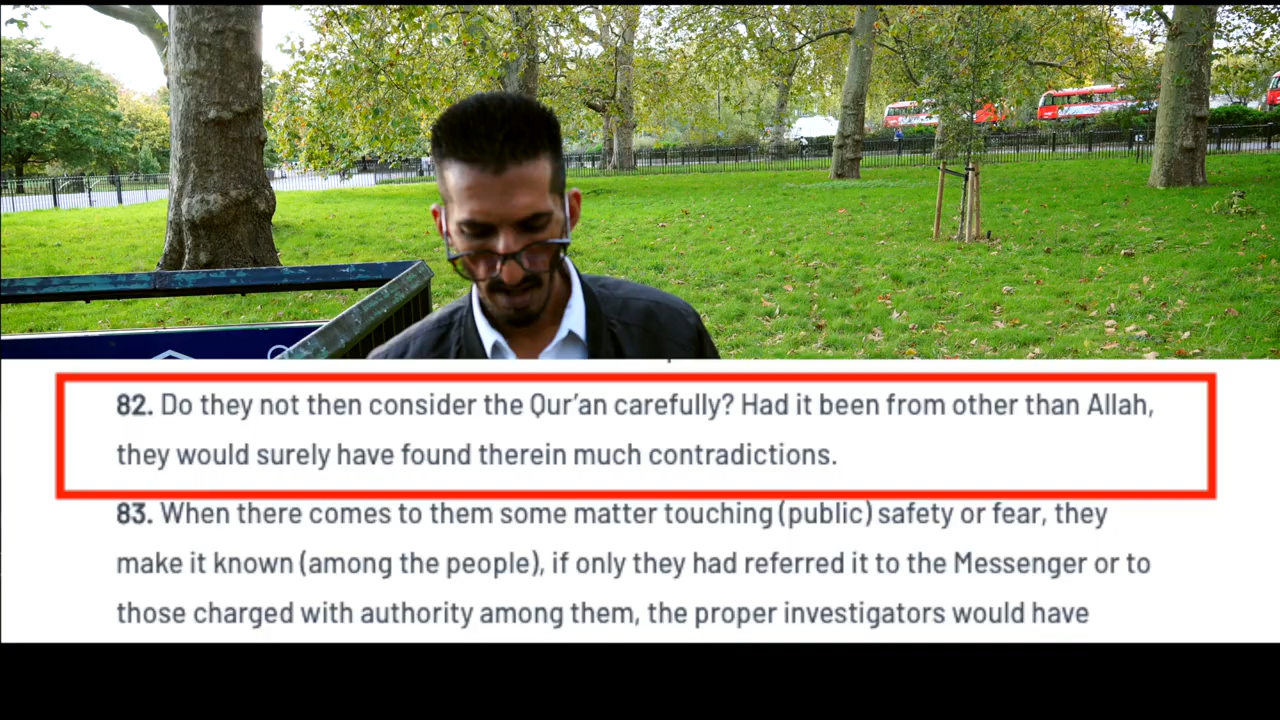 82. Do they not then consider the Qur’an carefully? Had it been from other than Allah,
they would surely have found therein much contradictions.
83. When there comes to them some matter touching (public) safety or fear, they
make it known (among the people), if only they had referred it to the Messenger or to
those charged with authority among them, the proper investigators would have